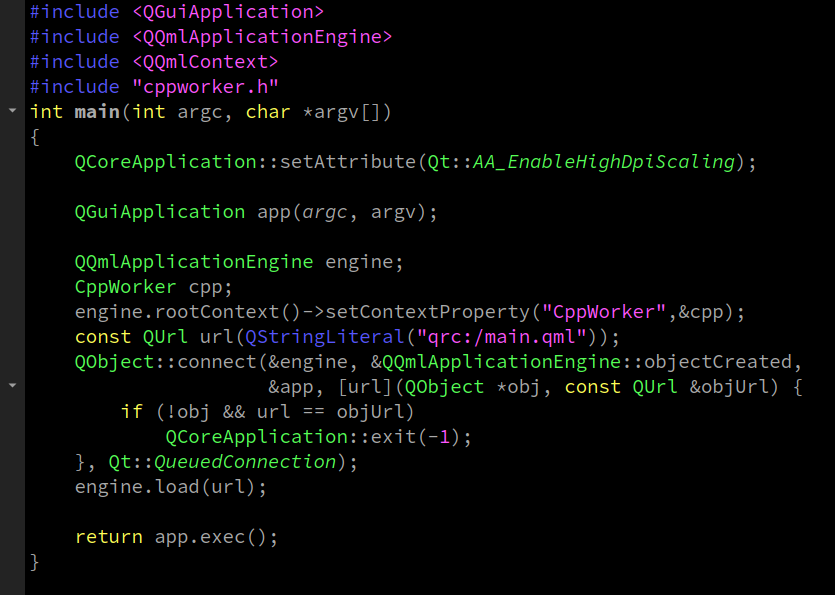 #include <QGuiApplication>
#include <QQmlApplicationEngine>
#include <QQmlContext>
#include "cppworker.h"
int main(int argc, char *argv[])
{
    QCoreApplication::setAttribute(Qt::AA_EnableHighDpiScaling);

    QGuiApplication app(argc, argv);

    QQmlApplicationEngine engine;
    CppWorker cpp;
    engine.rootContext()->setContextProperty("CppWorker",&cpp);
    const QUrl url(QStringLiteral("qrc:/main.qml"));
    QObject::connect(&engine, &QQmlApplicationEngine::objectCreated,
                     &app, [url](QObject *obj, const QUrl &objUrl) {
        if (!obj && url == objUrl)
            QCoreApplication::exit(-1);
    }, Qt::QueuedConnection);
    engine.load(url);

    return app.exec();
}